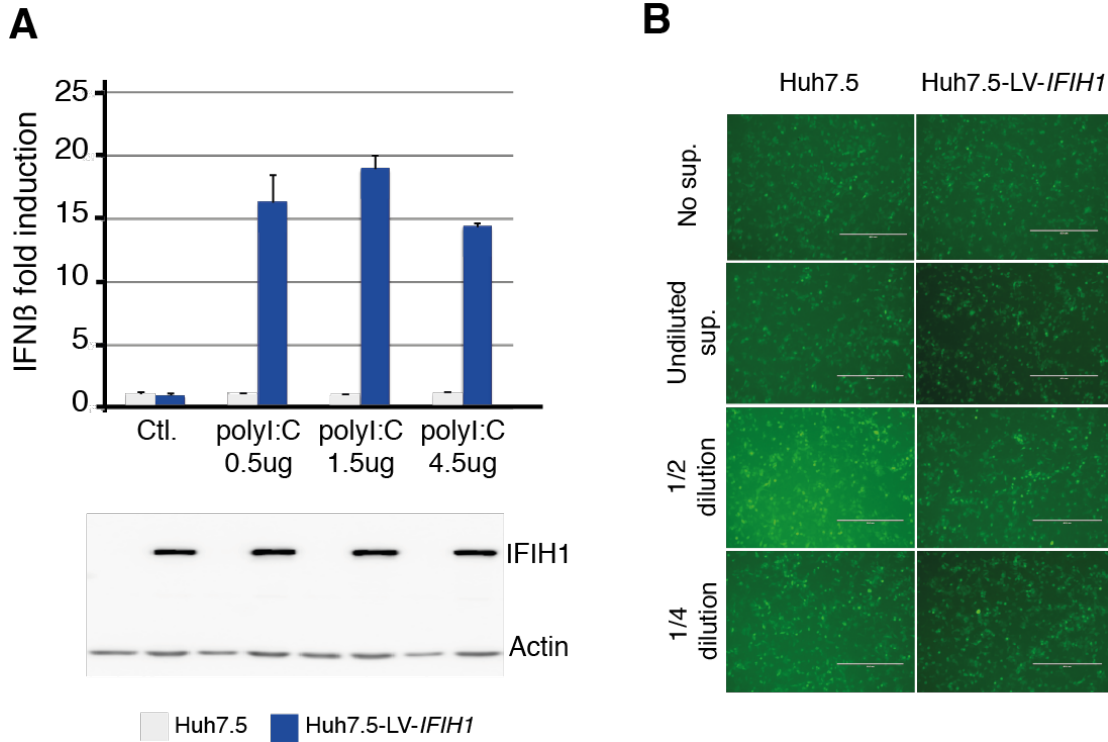 A
IFNß fold induction
25
20
15
10
5
0
Ctl.
polyI:C
0.5ug
polyI:C
1.5ug
polyI:C
4.5ug
IFIH1
Actin
Huh7.5
Huh7.5-LV-IFIH1
B
Huh7.5
Huh7.5-LV-IFIH1
No sup.
Undiluted
sup.
1/2
dilution
1/4
dilution